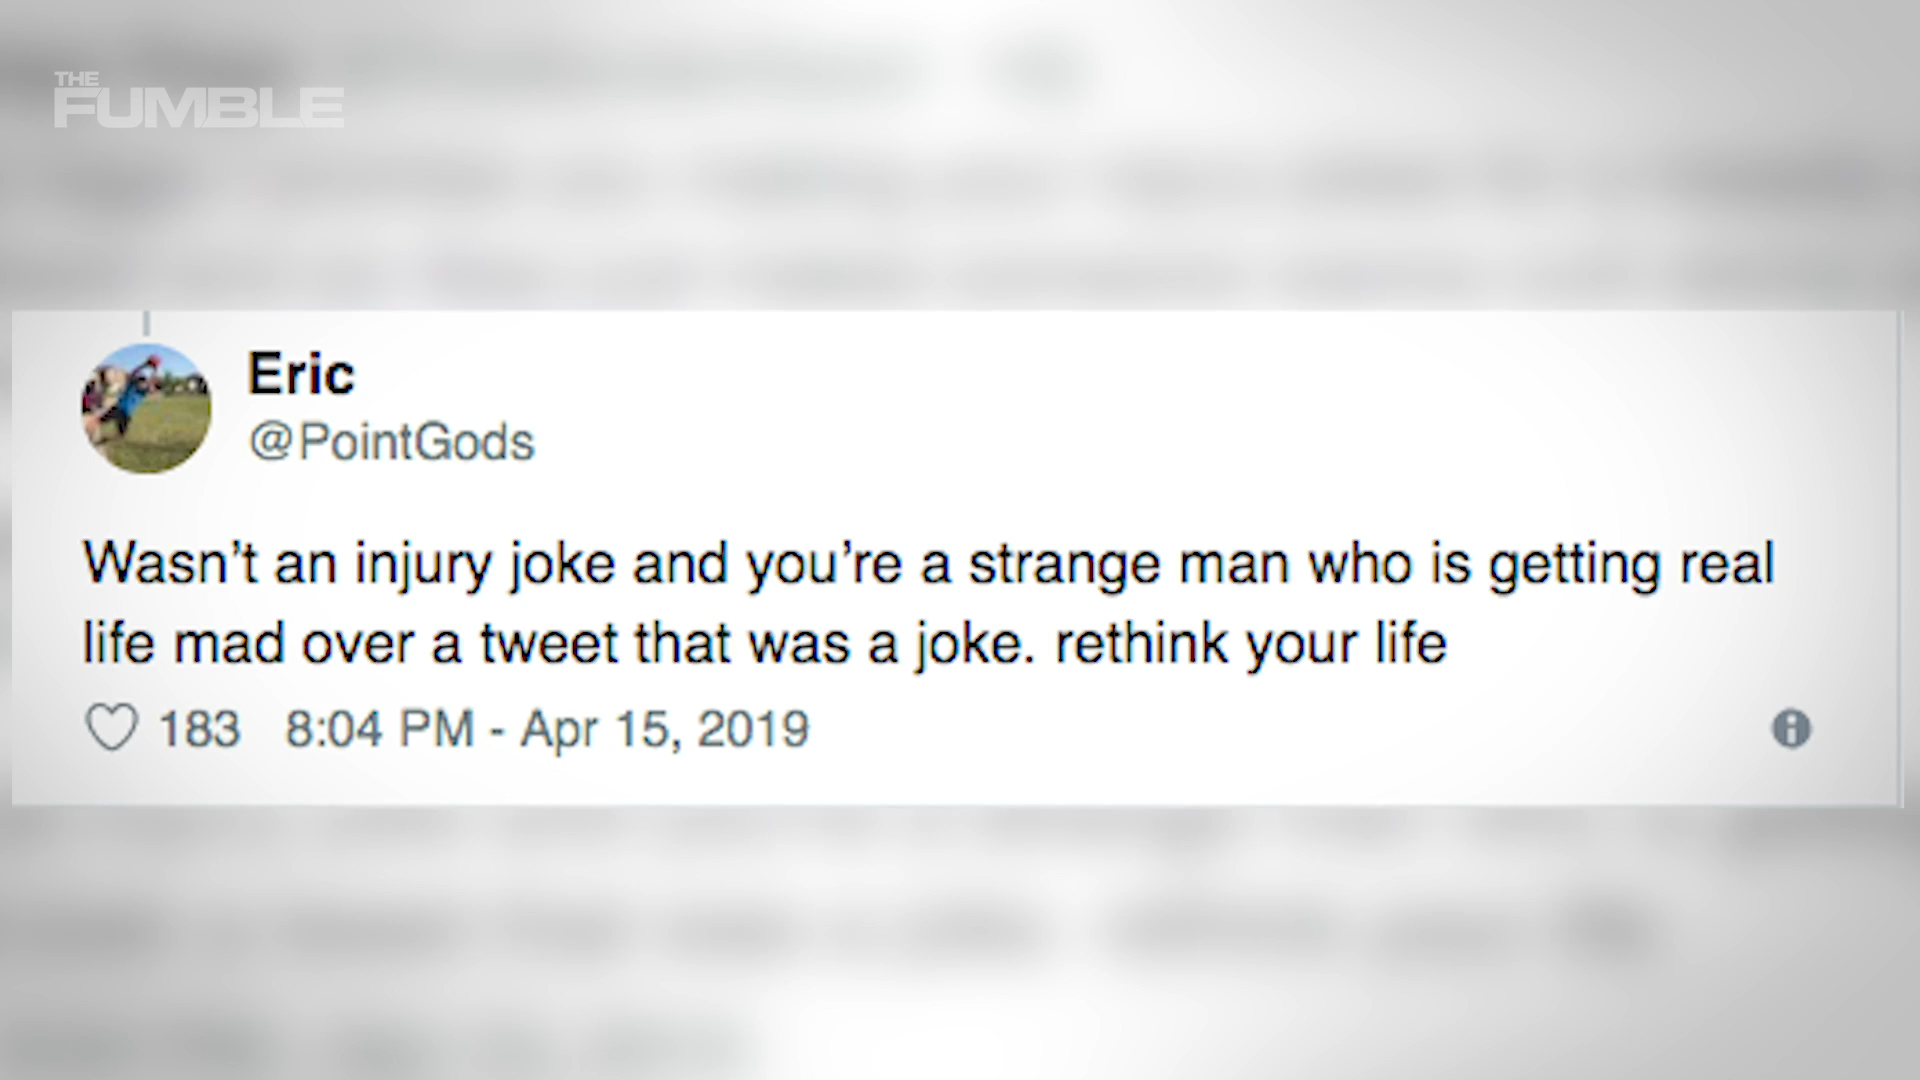 THE
FUMBLE
Eric
@PointGods
Wasn't an injury joke and you're a strange man who is getting real
life mad over a tweet that was a joke. rethink your life
183 8:04 PM - Apr 15, 2019